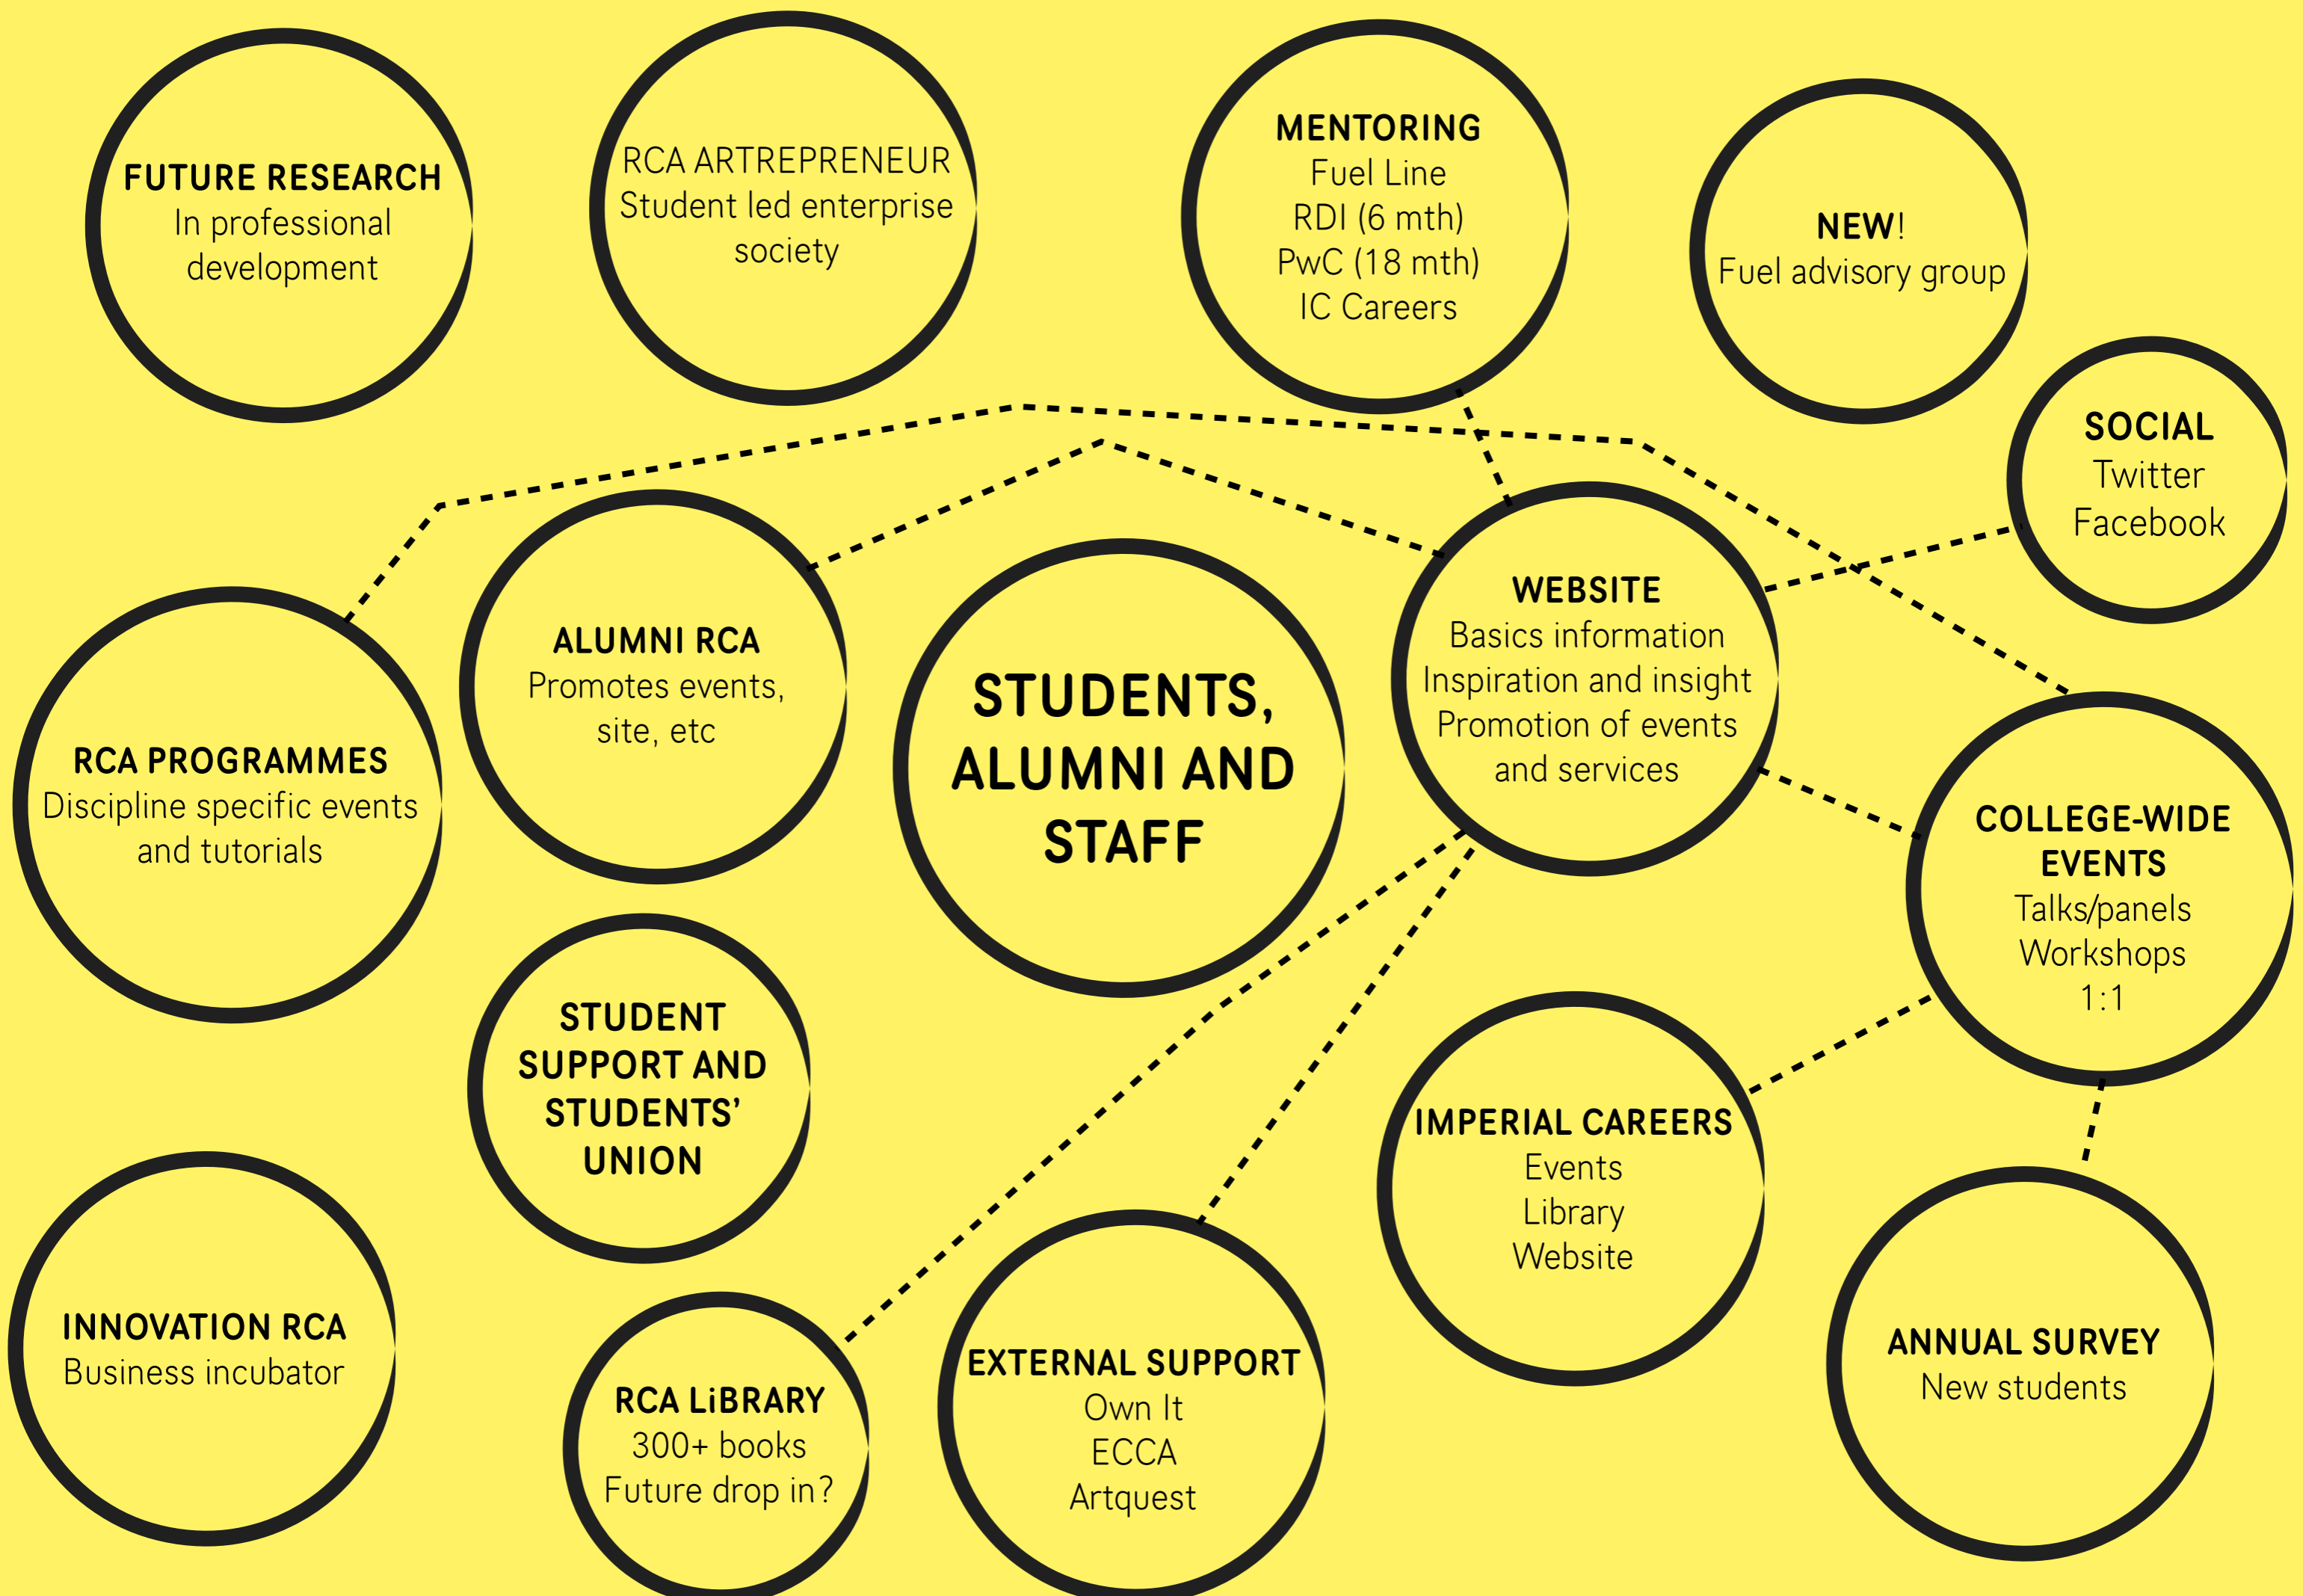 FUTURE RESEARCH
In professional
development
RCA ARTREPRENEUR
Student led enterprise
society
MENTORING
Fuel Line
RDI (6 mth)
PwC (18 mth)
IC Careers
NEW!
Fuel advisory group
SOCIAL
Twitter
Facebook
RCA PROGRAMMES
Discipline specific events
and tutorials
ALUMNI RCA
Promotes events,
site, etc
STUDENTS,
ALUMNI AND
STAFF
WEBSITE
Basics information
Inspiration and insight
Promotion of events
and services
COLLEGE-WIDE
EVENTS
Talks/panels
Workshops
1:1
STUDENT
SUPPORT AND
STUDENTS’
UNION
IMPERIAL CAREERS
Events
Library
Website
INNOVATION RCA
Business incubator
RCA LiBRARY
300+ books
Future drop in?
EXTERNAL SUPPORT
Own It
ECCA
Artquest
ANNUAL SURVEY
New students